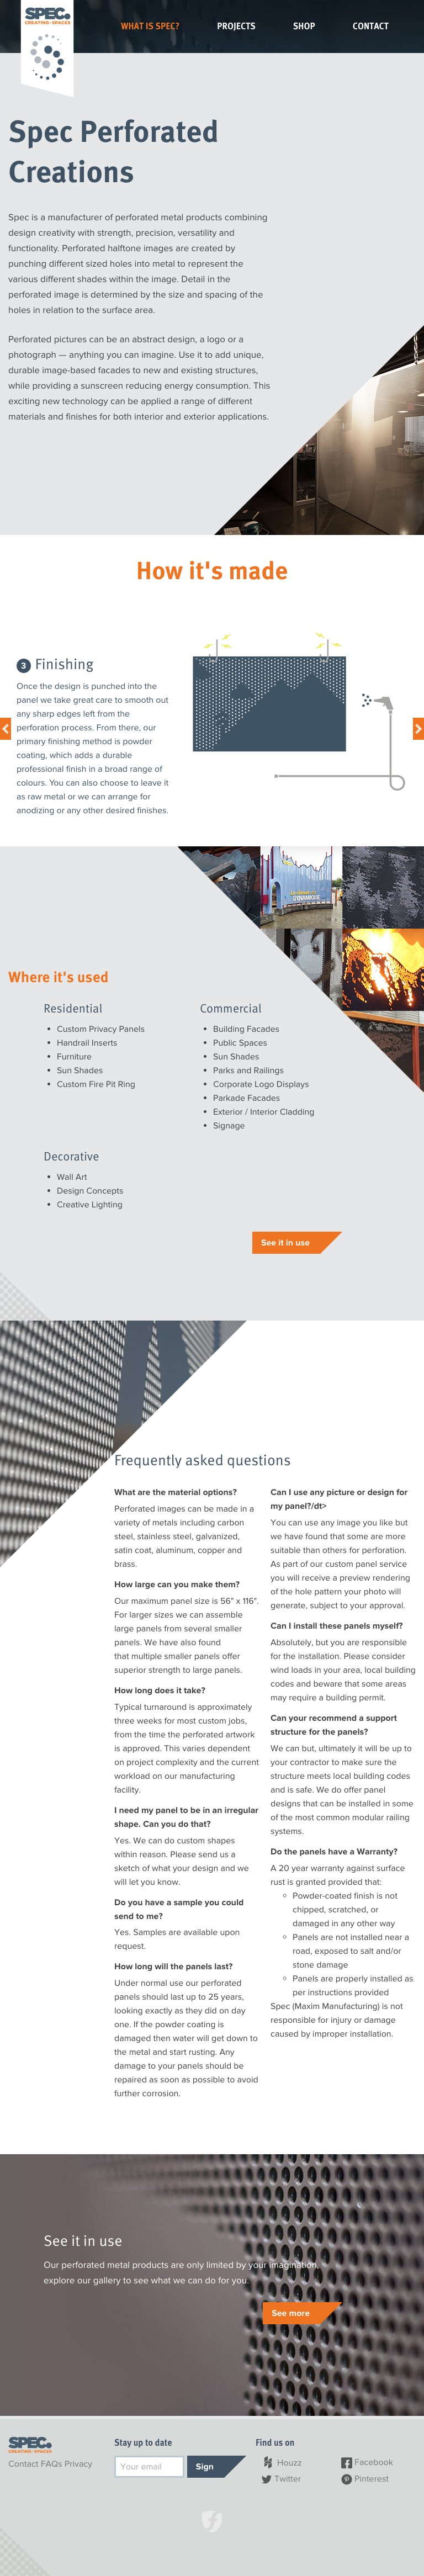 SPEC.
CREATING·SPACES
WHAT IS SPEC?
PROJECTS
SHOP
CONTACT
Spec Perforated
Creations
Spec is a manufacturer of perforated metal products combining
design creativity with strength, precision, versatility and
functionality. Perforated halftone images are created by
punching different sized holes into metal to represent the
various different shades within the image. Detail in the
perforated image is determined by the size and spacing of the
holes in relation to the surface area.
Perforated pictures can be an abstract design, a logo or a
photograph — anything you can imagine. Use it to add unique,
durable image-based facades to new and existing structures,
while providing a sunscreen reducing energy consumption. This
exciting new technology can be applied a range of different
materials and finishes for both interior and exterior applications.
How it's made
3 Finishing
Once the design is punched into the
panel we take great care to smooth out
any sharp edges left from the
perforation process. From there, our
primary finishing method is powder
coating, which adds a durable
professional finish in a broad range of
colours. You can also choose to leave it
as raw metal or we can arrange for
anodizing or any other desired finishes.
DYNAMIQUE
Where it's used
Residential
• Custom Privacy Panels
• Handrail Inserts
• Furniture
• Sun Shades
• Custom Fire Pit Ring
Commercial
• Building Facades
• Public Spaces
• Sun Shades
• Parks and Railings
• Corporate Logo Displays
• Parkade Facades
• Exterior / Interior Cladding
• Signage
Decorative
• Wall Art
• Design Concepts
• Creative Lighting
See it in use
Frequently asked questions
What are the material options?
Perforated images can be made in a
variety of metals including carbon
steel, stainless steel, galvanized,
satin coat, aluminum, copper and
brass.
How large can you make them?
Our maximum panel size is 56" x 116".
For larger sizes we can assemble
large panels from several smaller
panels. We have also found
that multiple smaller panels offer
superior strength to large panels.
How long does it take?
Typical turnaround is approximately
three weeks for most custom jobs,
from the time the perforated artwork
is approved. This varies dependent
on project complexity and the current
workload on our manufacturing
facility.
I need my panel to be in an irregular
shape. Can you do that?
Yes. We can do custom shapes
within reason. Please send us a
sketch of what your design and we
will let you know.
Do you have a sample you could
send to me?
Yes. Samples are available upon
request.
How long will the panels last?
Under normal use our perforated
panels should last up to 25 years,
looking exactly as they did on day
one. If the powder coating is
damaged then water will get down to
the metal and start rusting. Any
damage to your panels should be
repaired as soon as possible to avoid
further corrosion.
Can I use any picture or design for
my panel?/dt>
You can use any image you like but
we have found that some are more
suitable than others for perforation.
As part of our custom panel service
you will receive a preview rendering
of the hole pattern your photo will
generate, subject to your approval.
Can I install these panels myself?
Absolutely, but you are responsible
for the installation. Please consider
wind loads in your area, local building
codes and beware that some areas
may require a building permit.
Can your recommend a support
structure for the panels?
We can but, ultimately it will be up to
your contractor to make sure the
structure meets local building codes
and is safe. We do offer panel
designs that can be installed in some
of the most common modular railing
systems.
Do the panels have a Warranty?
A 20 year warranty against surface
rust is granted provided that:
○ Powder-coated finish is not
chipped, scratched, or
damaged in any other way
○ Panels are not installed near a
road, exposed to salt and/or
stone damage
○ Panels are properly installed as
per instructions provided
Spec (Maxim Manufacturing) is not
responsible for injury or damage
caused by improper installation.
See it in use
Our perforated metal products are only limited by your imagination,
explore our gallery to see what we can do for you.
See more
SPEC.
CREATING·SPACES
Contact FAQs Privacy
Stay up to date
Your email
Sign
Find us on
Houzz
Facebook
Twitter
Pinterest